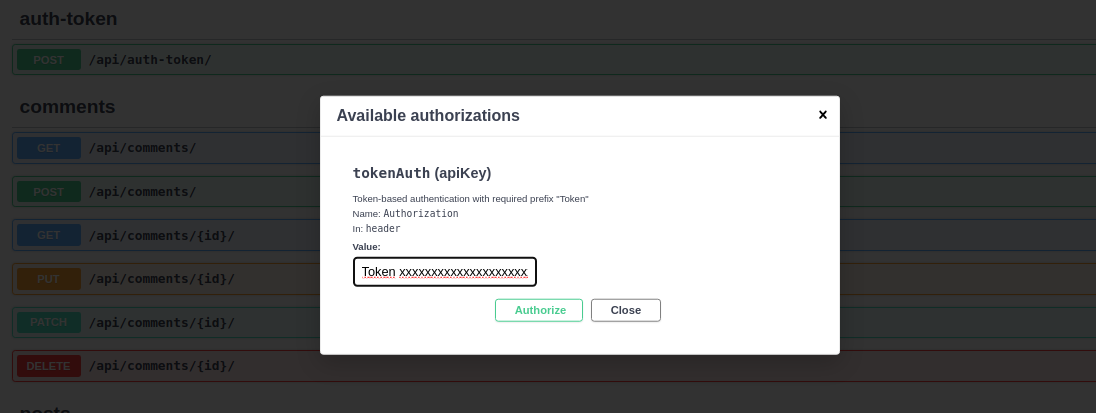 auth-token
POST /api/auth-token/
comments
GET /api/comments/
POST /api/comments/
GET /api/comments/{id}/
PUT /api/comments/{id}/
PATCH /api/comments/{id}/
DELETE /api/comments/{id}/
posts
Available authorizations ×
tokenAuth (apiKey)
Token-based authentication with required prefix "Token"
Name: Authorization
In: header
Value:
Token xxxxxxxxxxxxxxxxxxxx
Authorize Close